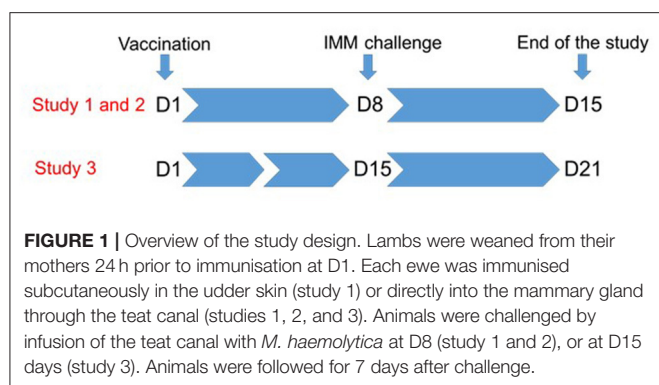 Vaccination IMM challenge End of the study
Study 1 and 2 D1 D8 D15
Study 3 D1 D15 D21
FIGURE 1 | Overview of the study design. Lambs were weaned from their
mothers 24 h prior to immunisation at D1. Each ewe was immunised
subcutaneously in the udder skin (study 1) or directly into the mammary gland
through the teat canal (studies 1, 2, and 3). Animals were challenged by
infusion of the teat canal with M. haemolytica at D8 (study 1 and 2), or at D15
days (study 3). Animals were followed for 7 days after challenge.